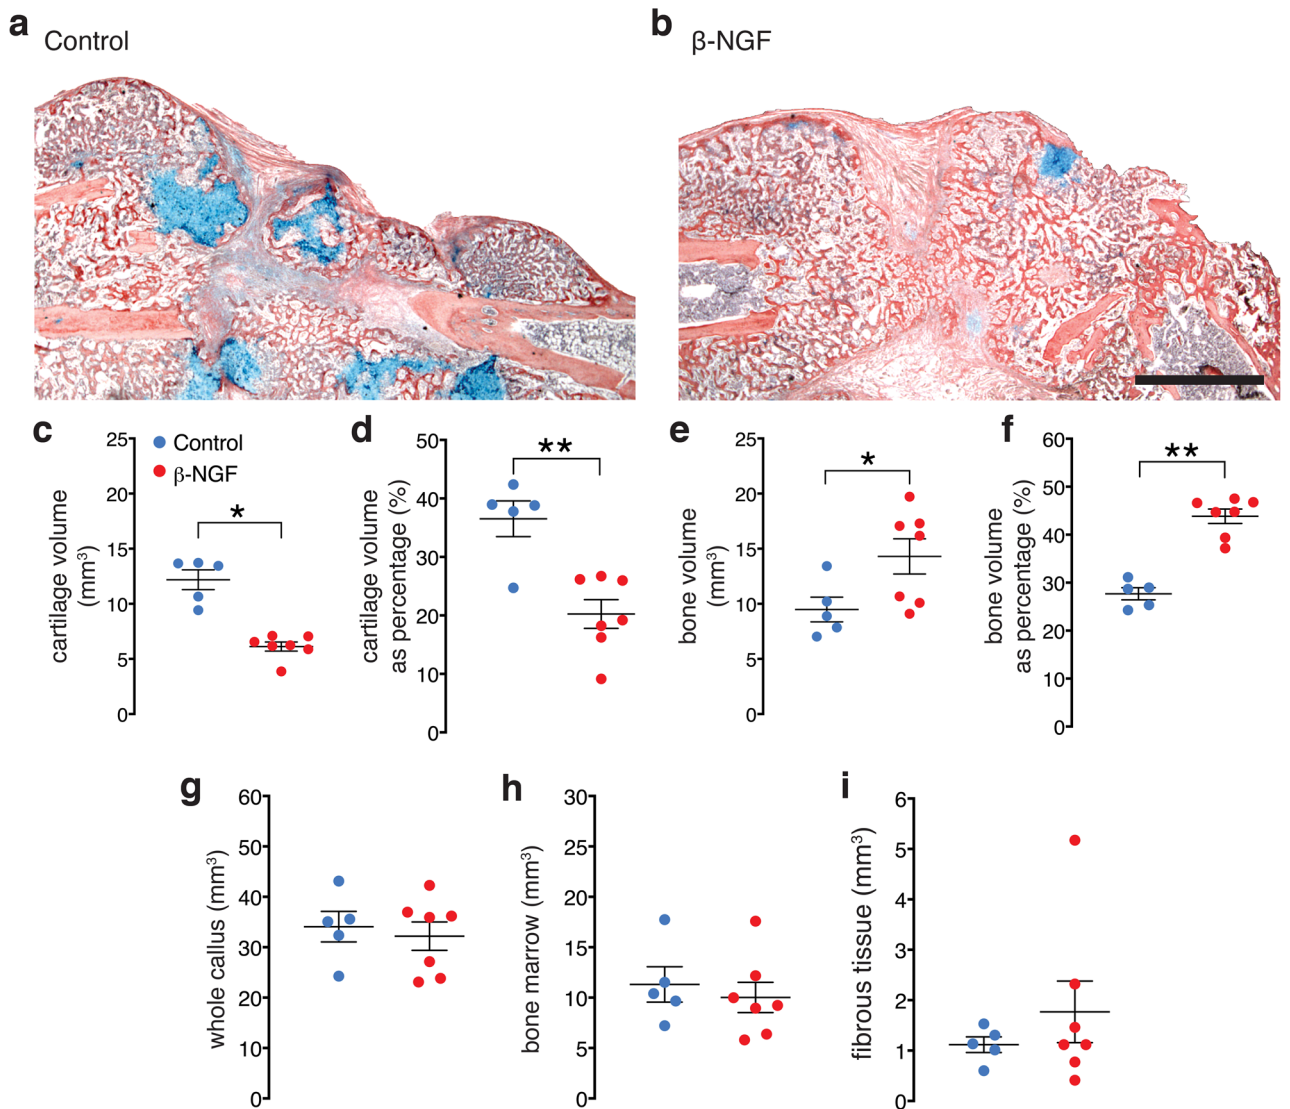 a
Control
b
β-NGF
c
cartilage volume
(mm³)
25
20
15
10
5
0
Control
β-NGF
*
d
cartilage volume
as percentage (%)
50
40
30
20
10
0
**
e
bone volume
(mm³)
25
20
15
10
5
0
*
f
bone volume
as percentage (%)
60
50
40
30
20
10
0
**
g
whole callus (mm³)
60
50
40
30
20
10
0
h
bone marrow (mm³)
30
25
20
15
10
5
0
i
fibrous tissue (mm³)
6
5
4
3
2
1
0